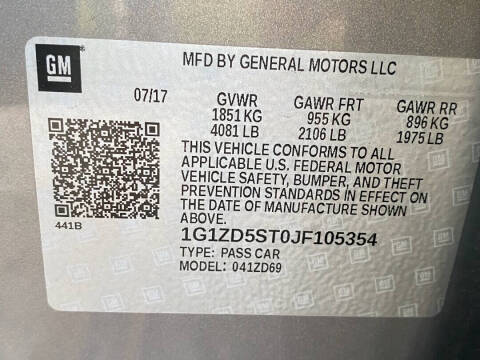 GM
MFD BY GENERAL MOTORS LLC
07/17 GVWR GAWR FRT GAWR RR
1851 KG 955 KG 896 KG
4081 LB 2106 LB 1975 LB
THIS VEHICLE CONFORMS TO ALL
APPLICABLE U.S. FEDERAL MOTOR
VEHICLE SAFETY, BUMPER, AND THEFT
PREVENTION STANDARDS IN EFFECT ON
THE DATE OF MANUFACTURE SHOWN
ABOVE.
441B
1G1ZD5ST0JF105354
TYPE: PASS CAR
MODEL: 041ZD69